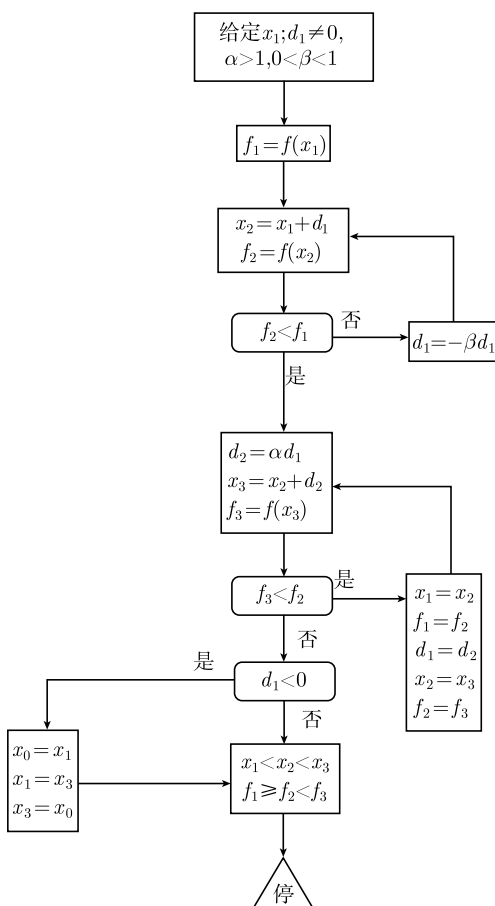 给定x₁;d₁≠0,
α>1,0<β<1
f₁=f(x₁)
x₂=x₁+d₁
f₂=f(x₂)
f₂<f₁
否
d₁=−βd₁
是
d₂=αd₁
x₃=x₂+d₂
f₃=f(x₃)
f₃<f₂
是
x₁=x₂
f₁=f₂
d₁=d₂
x₂=x₃
f₂=f₃
否
d₁<0
是
x₀=x₁
x₁=x₃
x₃=x₀
否
x₁<x₂<x₃
f₁⩾f₂<f₃
停